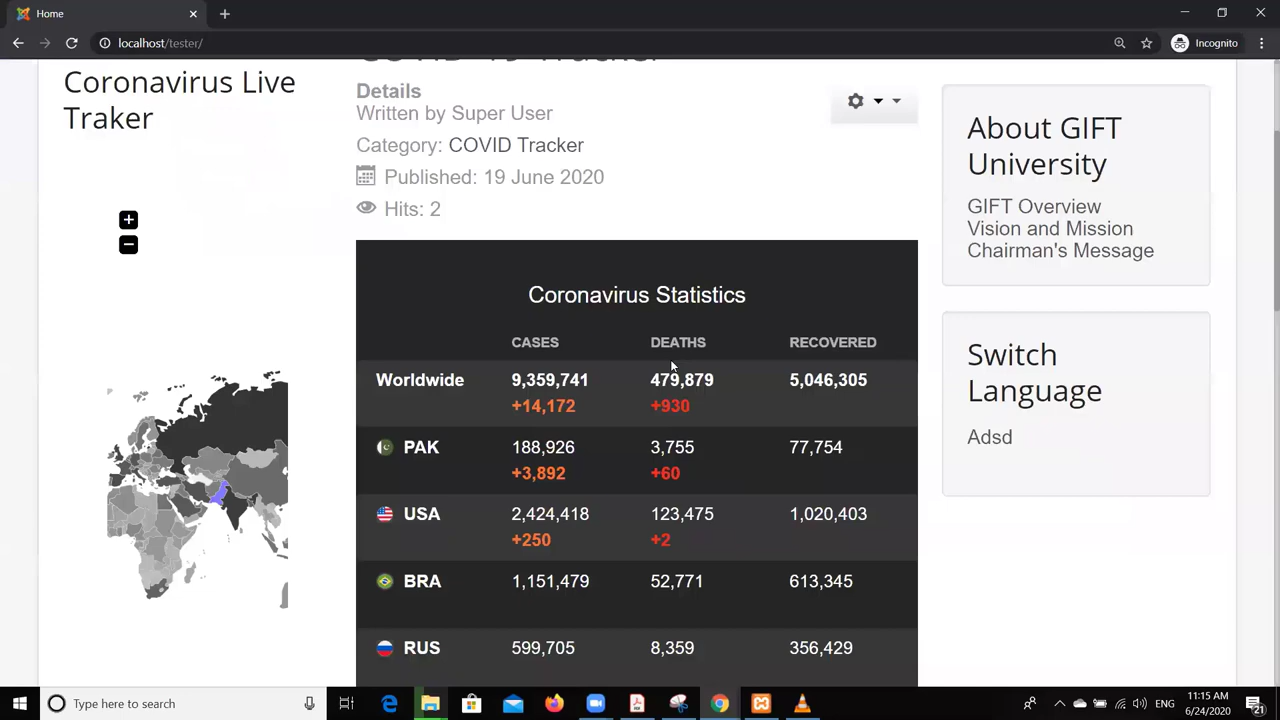 Home
localhost/tester/
Incognito
Coronavirus Live
Traker
COVID-19 Tracker
Details
Written by Super User
Category: COVID Tracker
Published: 19 June 2020
Hits: 2
Coronavirus Statistics
CASES DEATHS RECOVERED
Worldwide 9,359,741 479,879 5,046,305
+14,172 +930
PAK 188,926 3,755 77,754
+3,892 +60
USA 2,424,418 123,475 1,020,403
+250 +2
BRA 1,151,479 52,771 613,345
RUS 599,705 8,359 356,429
About GIFT
University
GIFT Overview
Vision and Mission
Chairman's Message
Switch
Language
Adsd
Type here to search
ENG
11:15 AM
6/24/2020
21